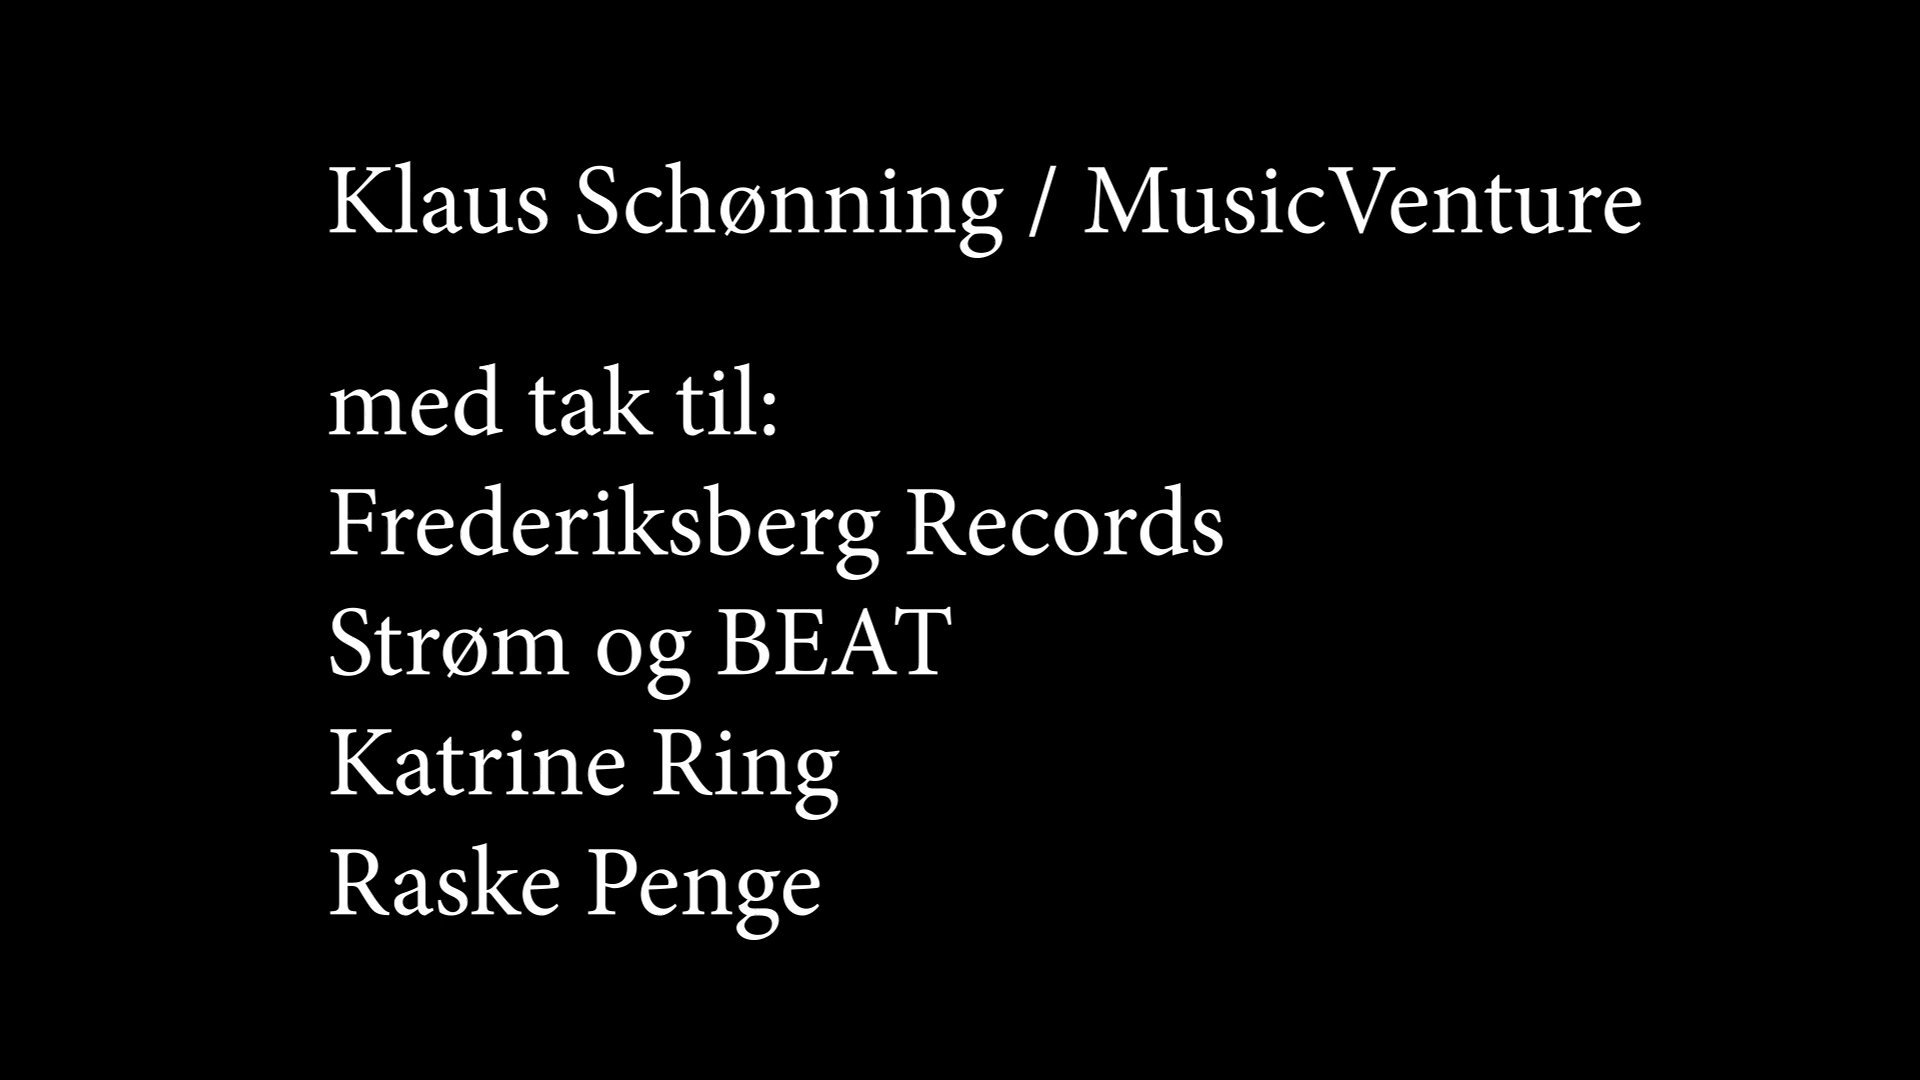 Klaus Schønning / MusicVenture
med tak til:
Frederiksberg Records
Strøm og BEAT
Katrine Ring
Raske Penge